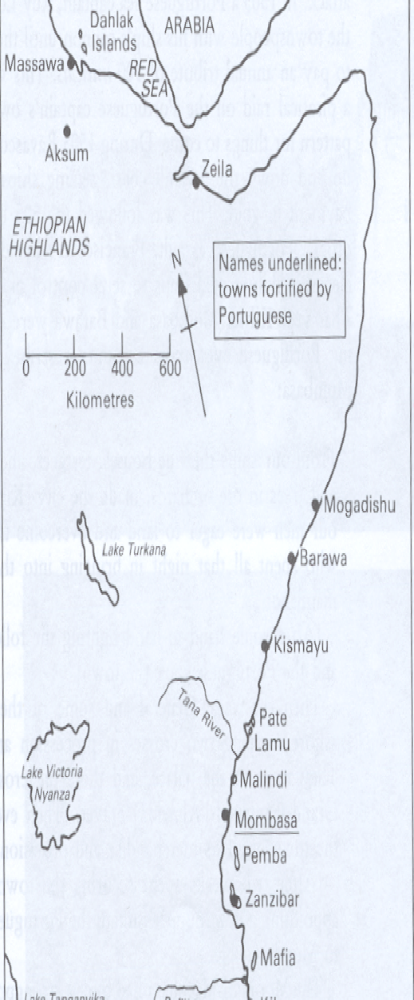 ARABIA
Dahlak
Islands
Massawa
RED
SEA
Aksum
Zeila
ETHIOPIAN
HIGHLANDS
N
Names underlined:
towns fortified by
Portuguese
0 200 400 600
Kilometres
Mogadishu
Lake Turkana
Barawa
Kismayu
Tana River
Pate
Lamu
Lake Victoria
Nyanza
Malindi
Mombasa
Pemba
Zanzibar
Mafia
Lake Tanganyika